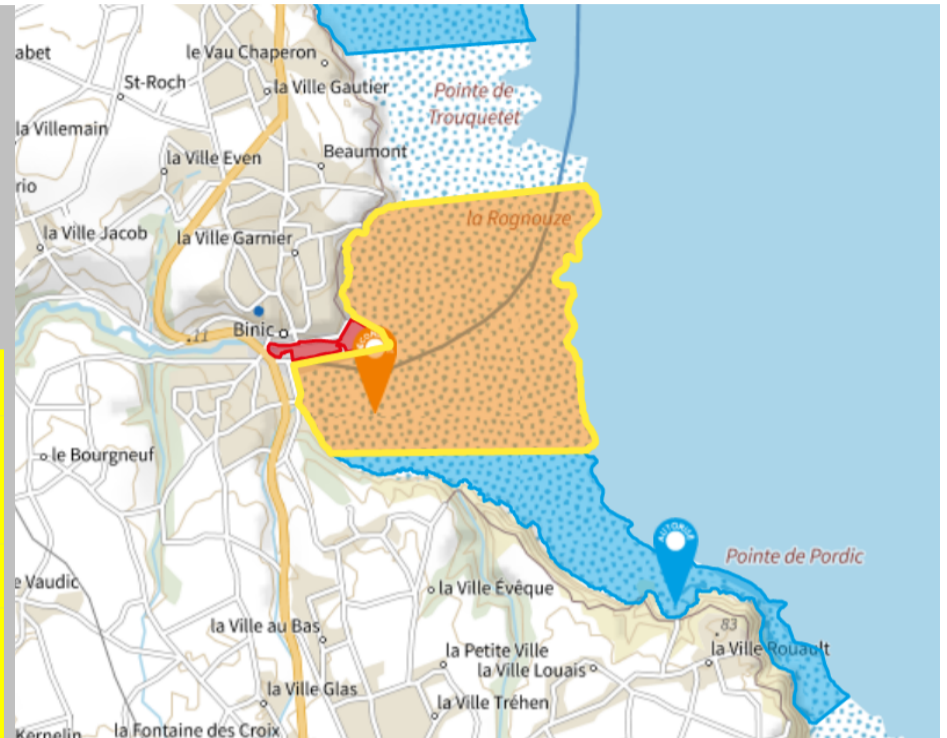 abet
le Vau Chaperon
St-Roch
la Ville Gautier
Pointe de
Trouquetet
la Villemain
la Ville Even
Beaumont
rio
la Rognouze
la Ville Jacob
la Ville Garnier
Binic
11
le Bourgneuf
AUTORISÉ
Pointe de Pordic
e Vaudic
la Ville Évêque
la Ville au Bas
83
la Petite Ville
la Ville Rouault
la Ville Louais
la Ville Glas
la Ville Tréhen
la Fontaine des Croix
Kernelin